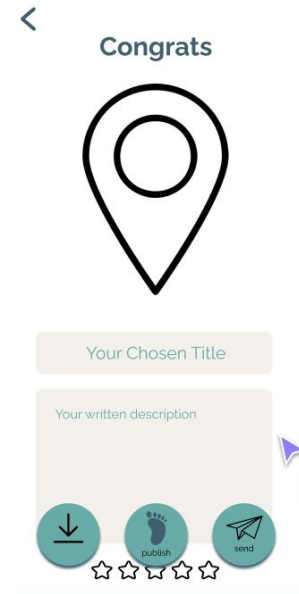 Congrats
Your Chosen Title
Your written description
publish
send